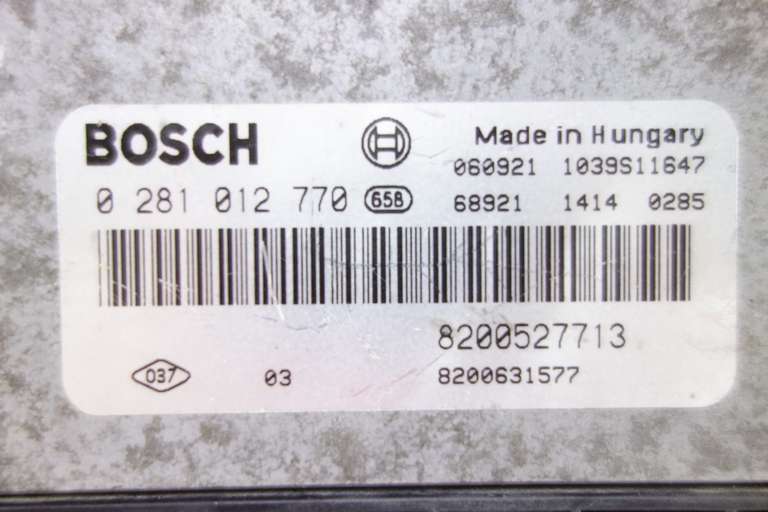 BOSCH Made in Hungary
060921 1039S11647
0 281 012 770 658 68921 1414 0285
8200527713
037 03 8200631577